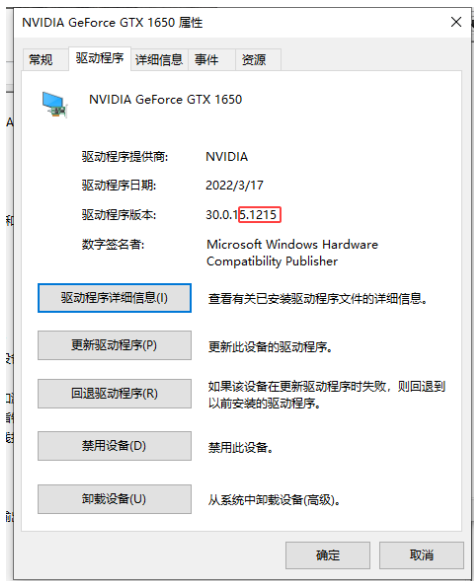 NVIDIA GeForce GTX 1650 属性
常规 驱动程序 详细信息 事件 资源
NVIDIA GeForce GTX 1650
驱动程序提供商: NVIDIA
驱动程序日期: 2022/3/17
驱动程序版本: 30.0.15.1215
数字签名者: Microsoft Windows Hardware
Compatibility Publisher
驱动程序详细信息(I) 查看有关已安装驱动程序文件的详细信息。
更新驱动程序(P) 更新此设备的驱动程序。
回退驱动程序(R) 如果该设备在更新驱动程序时失败，则回退到
以前安装的驱动程序。
禁用设备(D) 禁用此设备。
卸载设备(U) 从系统中卸载设备(高级)。
确定 取消